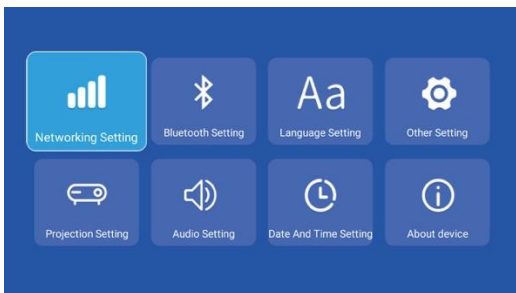 Networking Setting
Bluetooth Setting
Aa
Language Setting
Other Setting
Projection Setting
Audio Setting
Date And Time Setting
About device